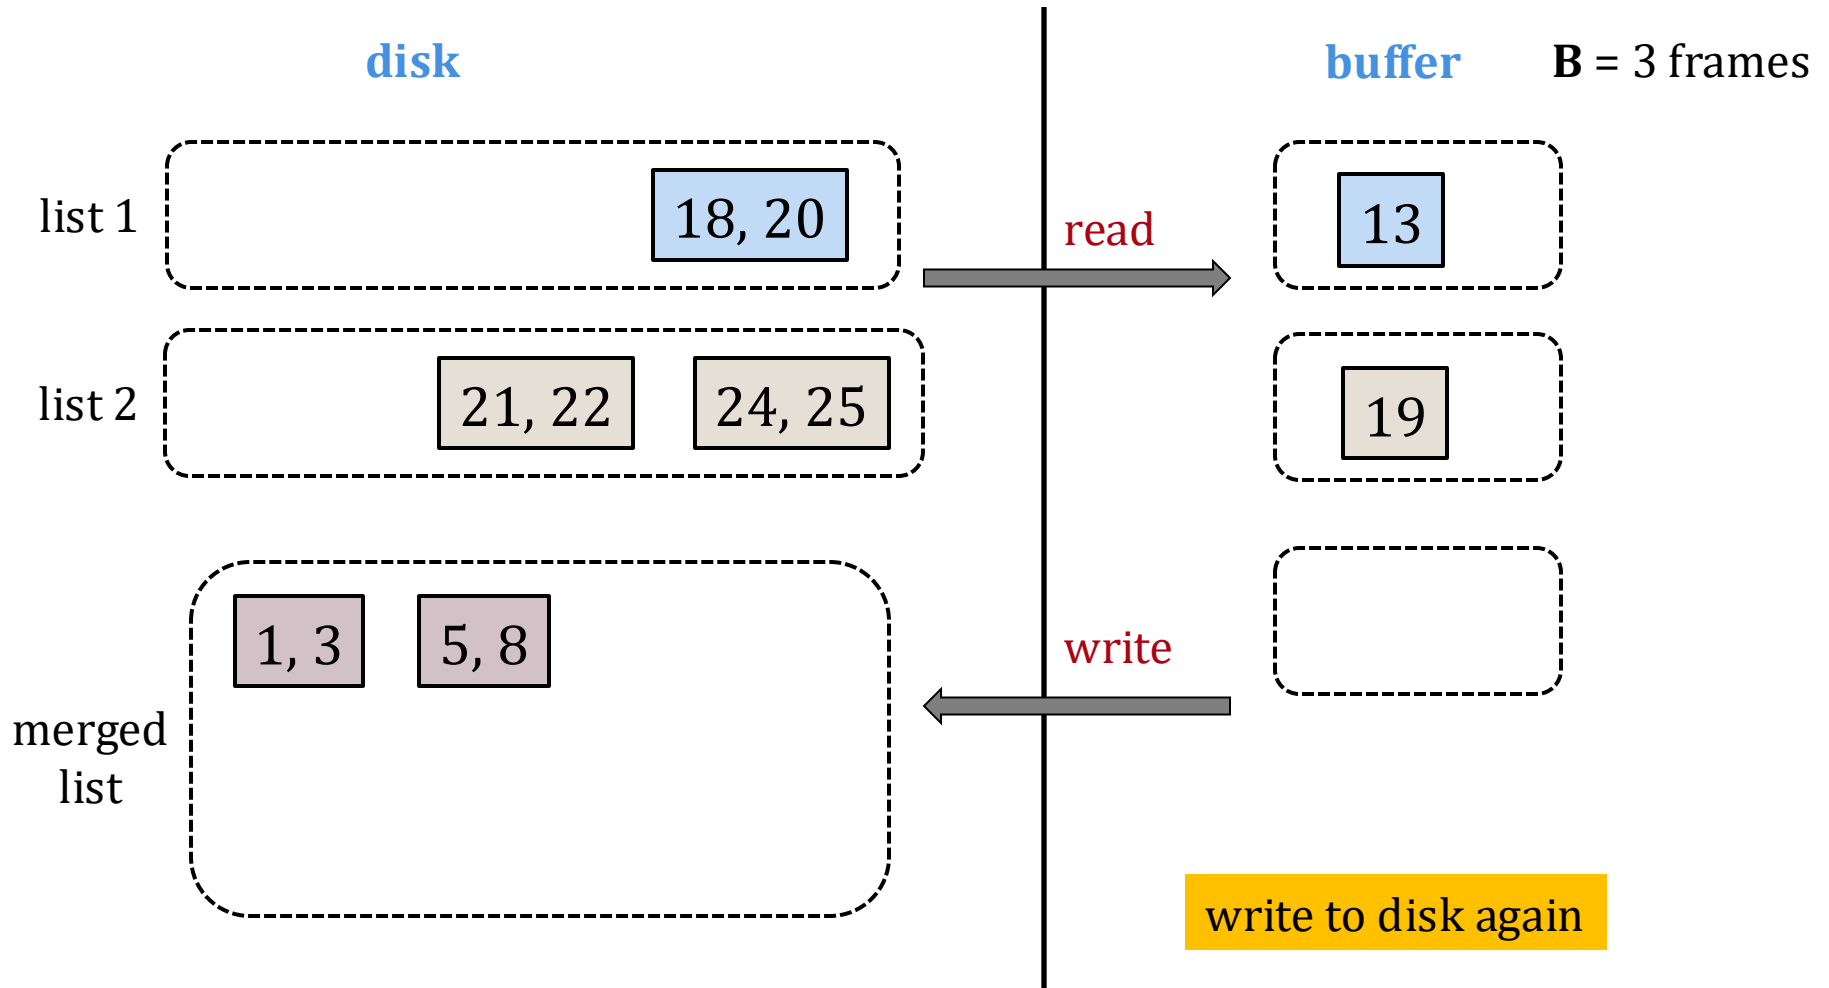 disk
buffer
B = 3 frames
list 1
18, 20
read
13
list 2
21, 22
24, 25
19
1, 3
5, 8
write
merged
list
write to disk again